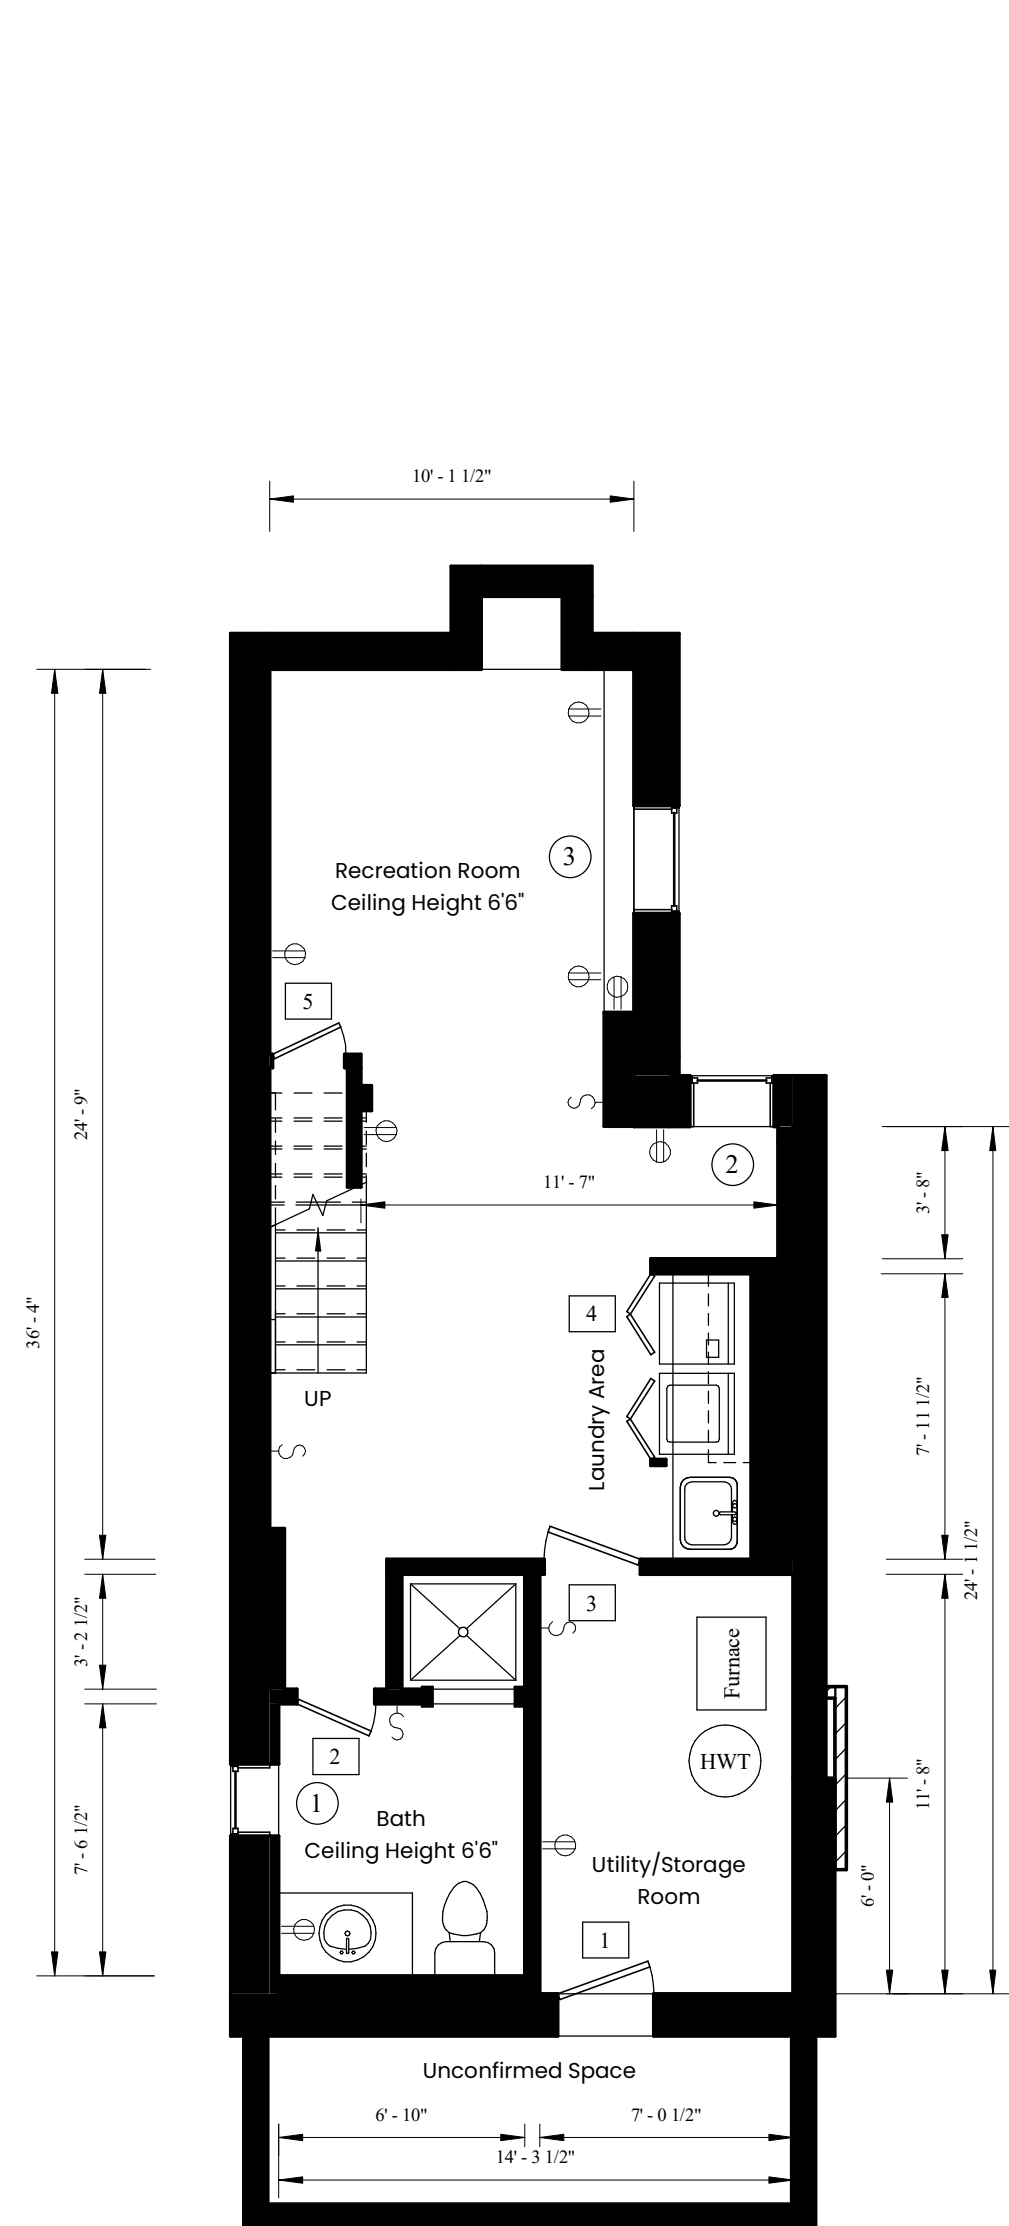 10' - 1 1/2"
3
Recreation Room
Ceiling Height 6'6"
5
24' - 9"
2
11' - 7"
3' - 8"
36' - 4"
4
Laundry Area
UP
7' - 11 1/2"
24' - 1 1/2"
3' - 2 1/2"
3
Furnace
2
HWT
1
Bath
Ceiling Height 6'6"
7' - 6 1/2"
11' - 8"
Utility/Storage
Room
6' - 0"
1
Unconfirmed Space
6' - 10"
7' - 0 1/2"
14' - 3 1/2"